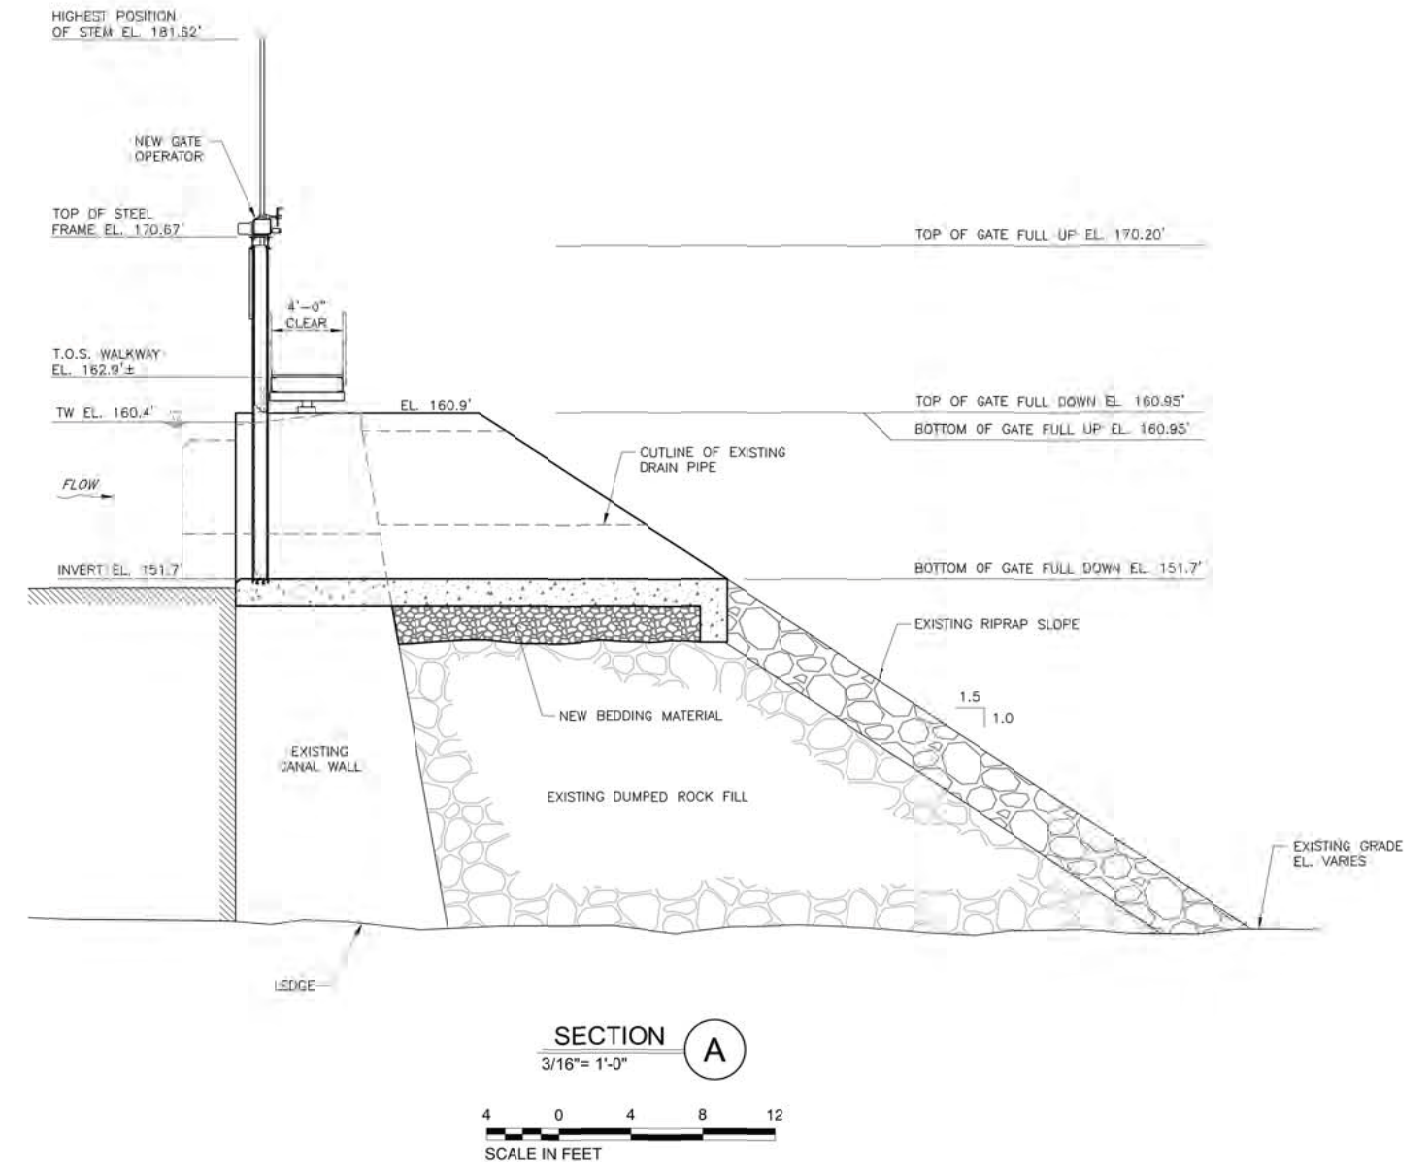 HIGHEST POSITION
OF STEM EL. 181.62'
NEW GATE
OPERATOR
TOP OF STEEL
FRAME EL. 170.67'
TOP OF GATE FULL UP EL. 170.20'
4'-0"
CLEAR
T.O.S. WALKWAY
EL. 162.9'±
TW EL. 160.4'
EL. 160.9'
TOP OF GATE FULL DOWN EL. 160.95'
BOTTOM OF GATE FULL UP EL. 160.95'
OUTLINE OF EXISTING
DRAIN PIPE
FLOW
INVERT EL. 151.7'
BOTTOM OF GATE FULL DOWN EL. 151.7'
EXISTING RIPRAP SLOPE
1.5
1.0
NEW BEDDING MATERIAL
EXISTING
CANAL WALL
EXISTING DUMPED ROCK FILL
EXISTING GRADE
EL. VARIES
LEDGE
SECTION
A
3/16"= 1'-0"
4 0 4 8 12
SCALE IN FEET